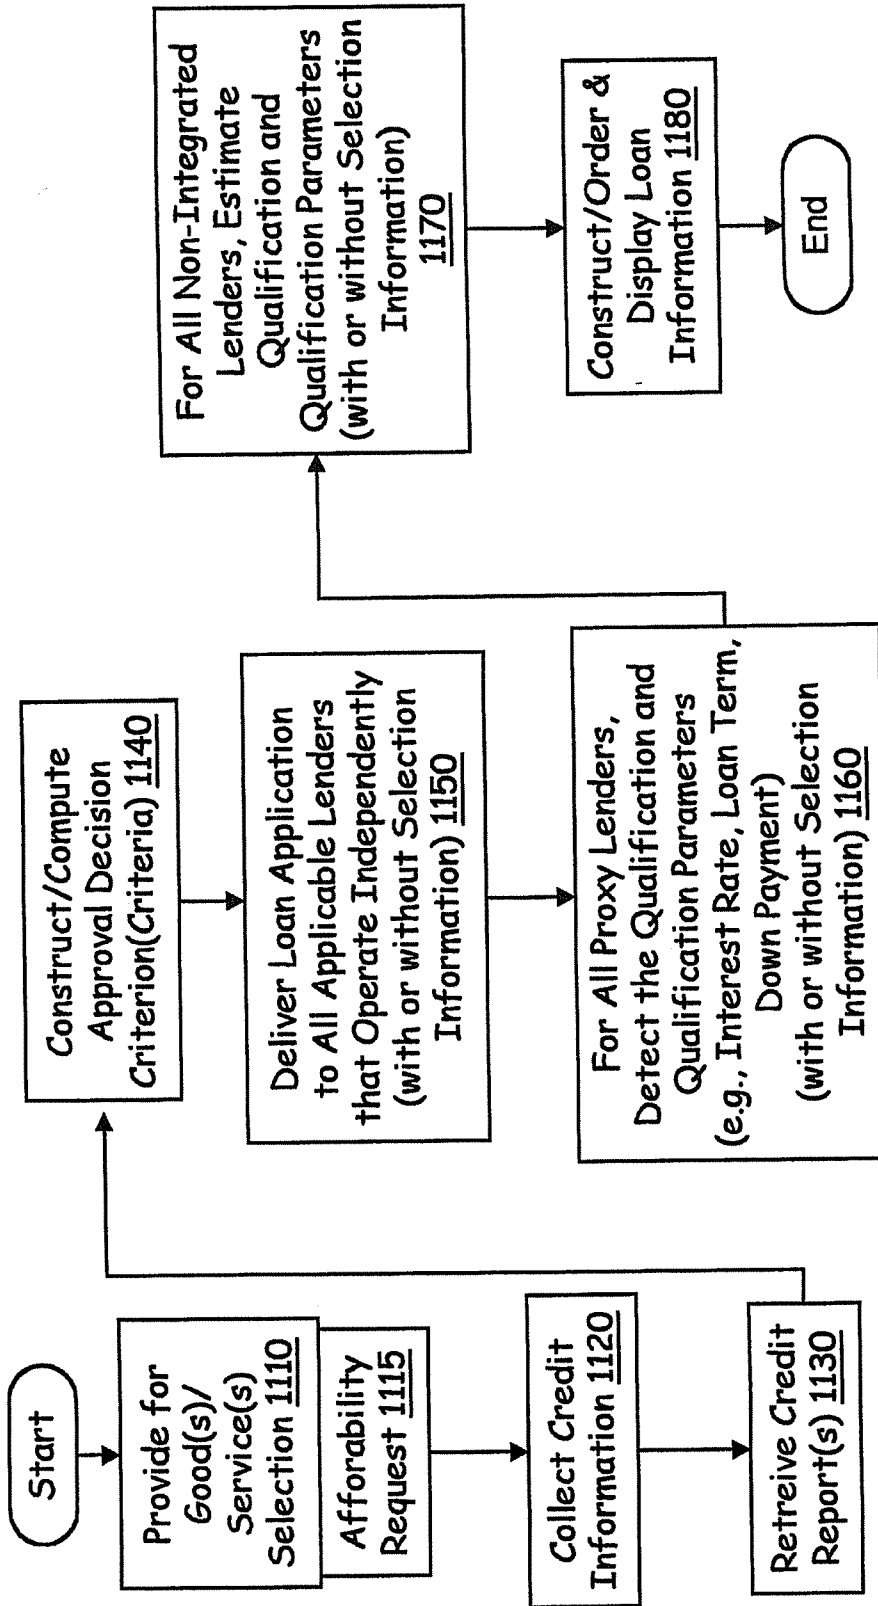 Start
Provide for
Good(s)/
Service(s)
Selection 1110
Afforability
Request 1115
Collect Credit
Information 1120
Retreive Credit
Report(s) 1130
Construct/Compute
Approval Decision
Criterion(Criteria) 1140
Deliver Loan Application
to All Applicable Lenders
that Operate Independently
(with or without Selection
Information) 1150
For All Proxy Lenders,
Detect the Qualification and
Qualification Parameters
(e.g., Interest Rate, Loan Term,
Down Payment)
(with or without Selection
Information) 1160
For All Non-Integrated
Lenders, Estimate
Qualification and
Qualification Parameters
(with or without Selection
Information)
1170
Construct/Order &
Display Loan
Information 1180
End